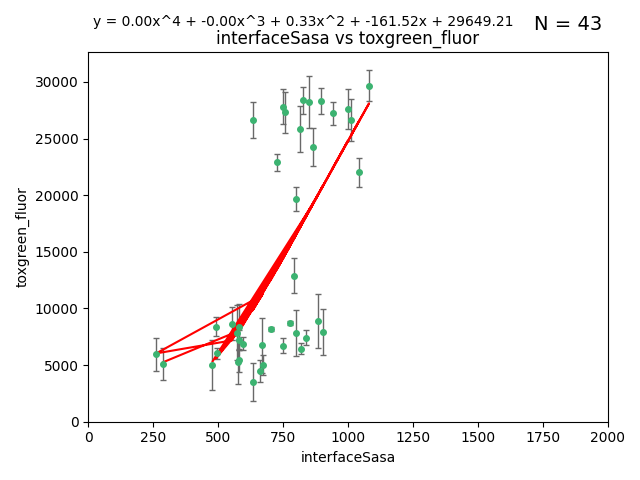 y = 0.00x^4 + -0.00x^3 + 0.33x^2 + -161.52x + 29649.21
N = 43
interfaceSasa vs toxgreen_fluor
30000
25000
20000
15000
10000
5000
0
toxgreen_fluor
0 250 500 750 1000 1250 1500 1750 2000
interfaceSasa